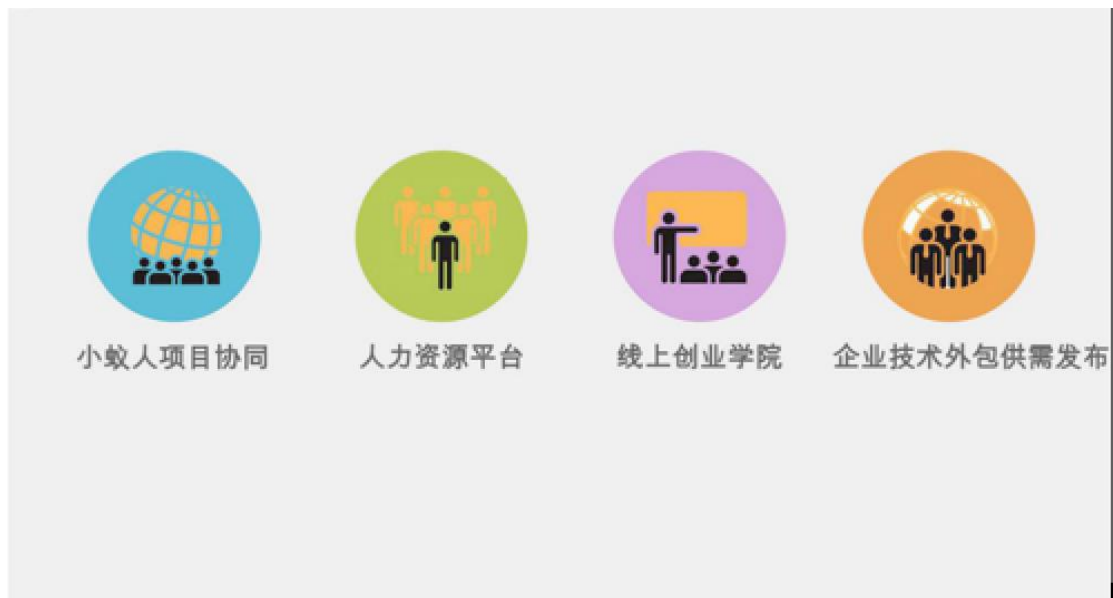 小蚁人项目协同
人力资源平台
线上创业学院
企业技术外包供需发布